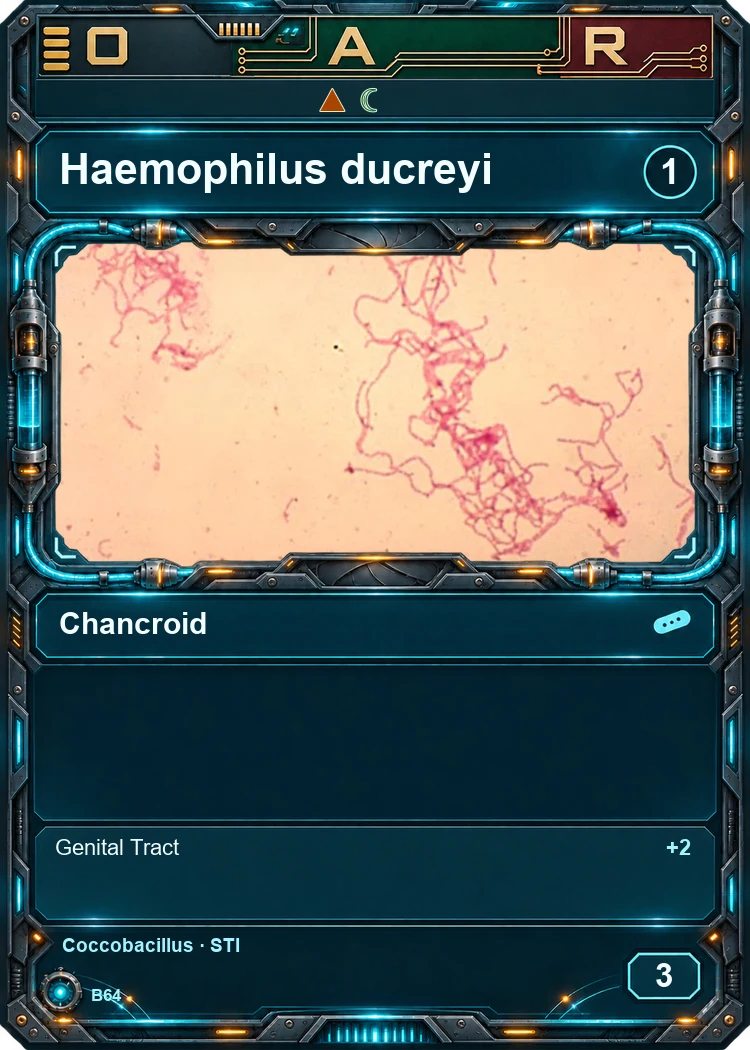 O A R
Haemophilus ducreyi 1
Chancroid
Genital Tract +2
Coccobacillus · STI
B64
3